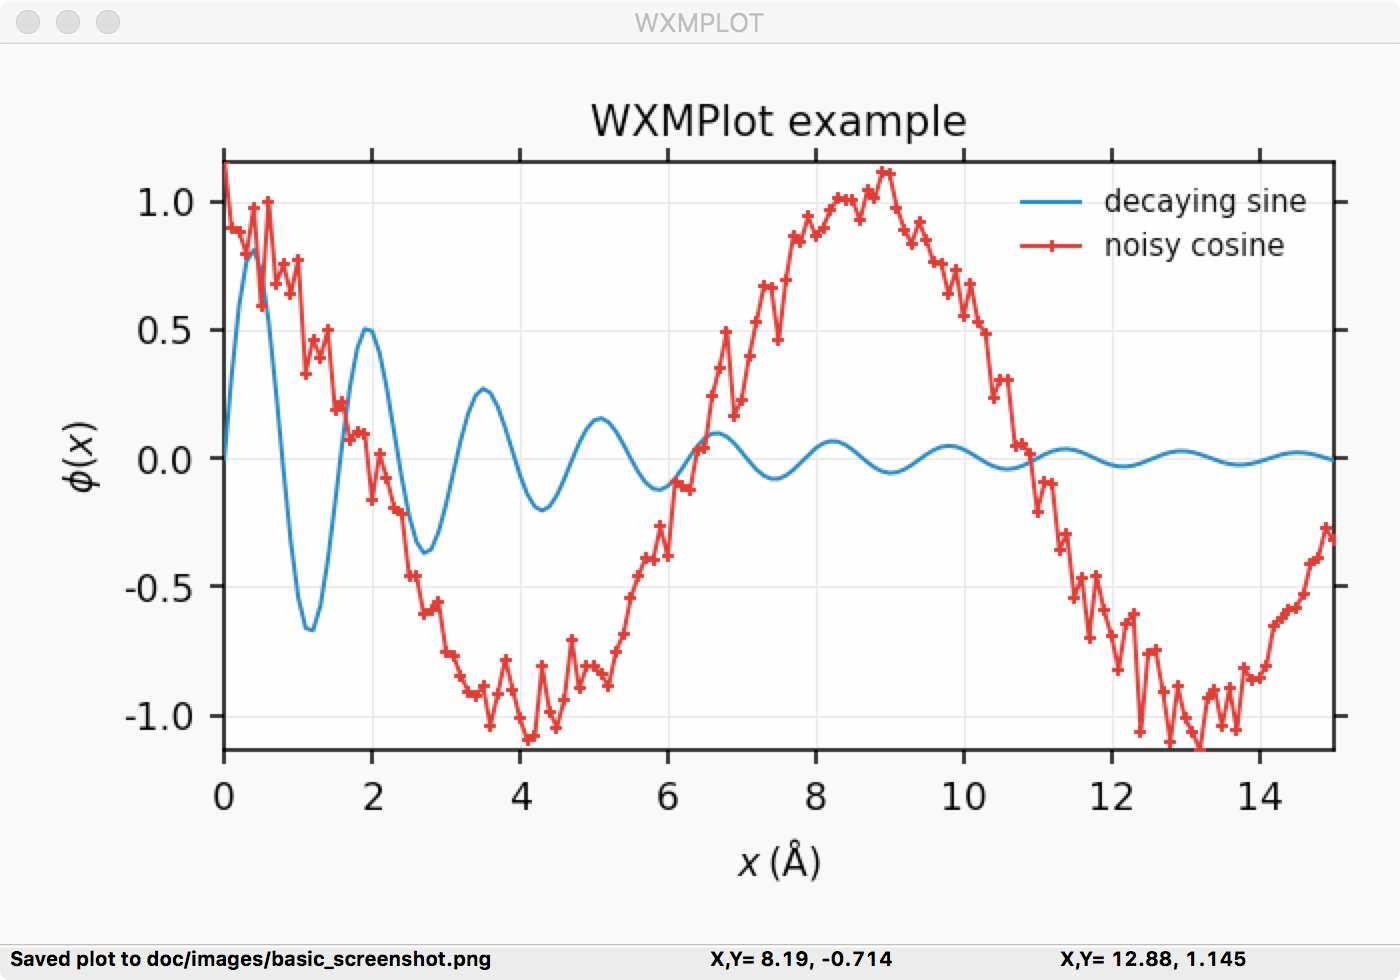 WXMPLOT
WXMPlot example
decaying sine
noisy cosine
1.0
0.5
0.0
-0.5
-1.0
ϕ(x)
0 2 4 6 8 10 12 14
x (Å)
Saved plot to doc/images/basic_screenshot.png X,Y= 8.19, -0.714 X,Y= 12.88, 1.145